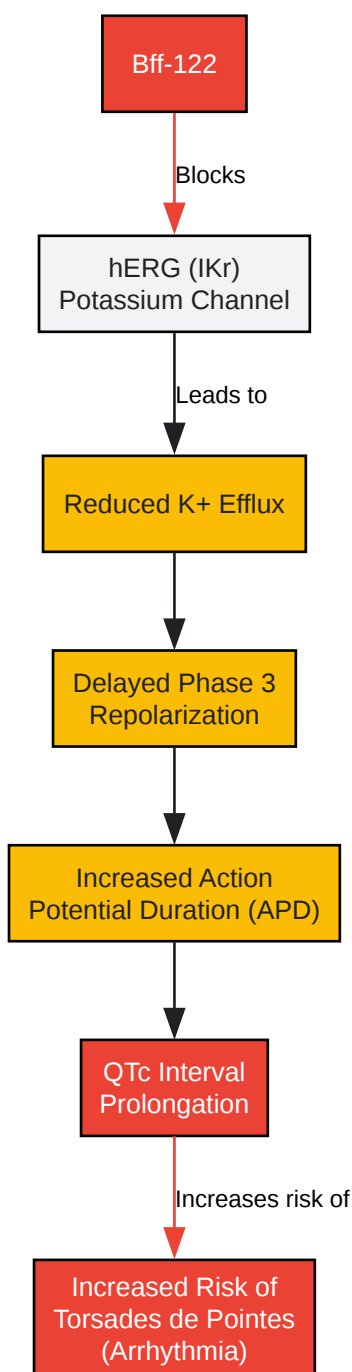 Bff-122
Blocks
hERG (IKr)
Potassium Channel
Leads to
Reduced K+ Efflux
Delayed Phase 3
Repolarization
Increased Action
Potential Duration (APD)
QTc Interval
Prolongation
Increases risk of
Increased Risk of
Torsades de Pointes
(Arrhythmia)